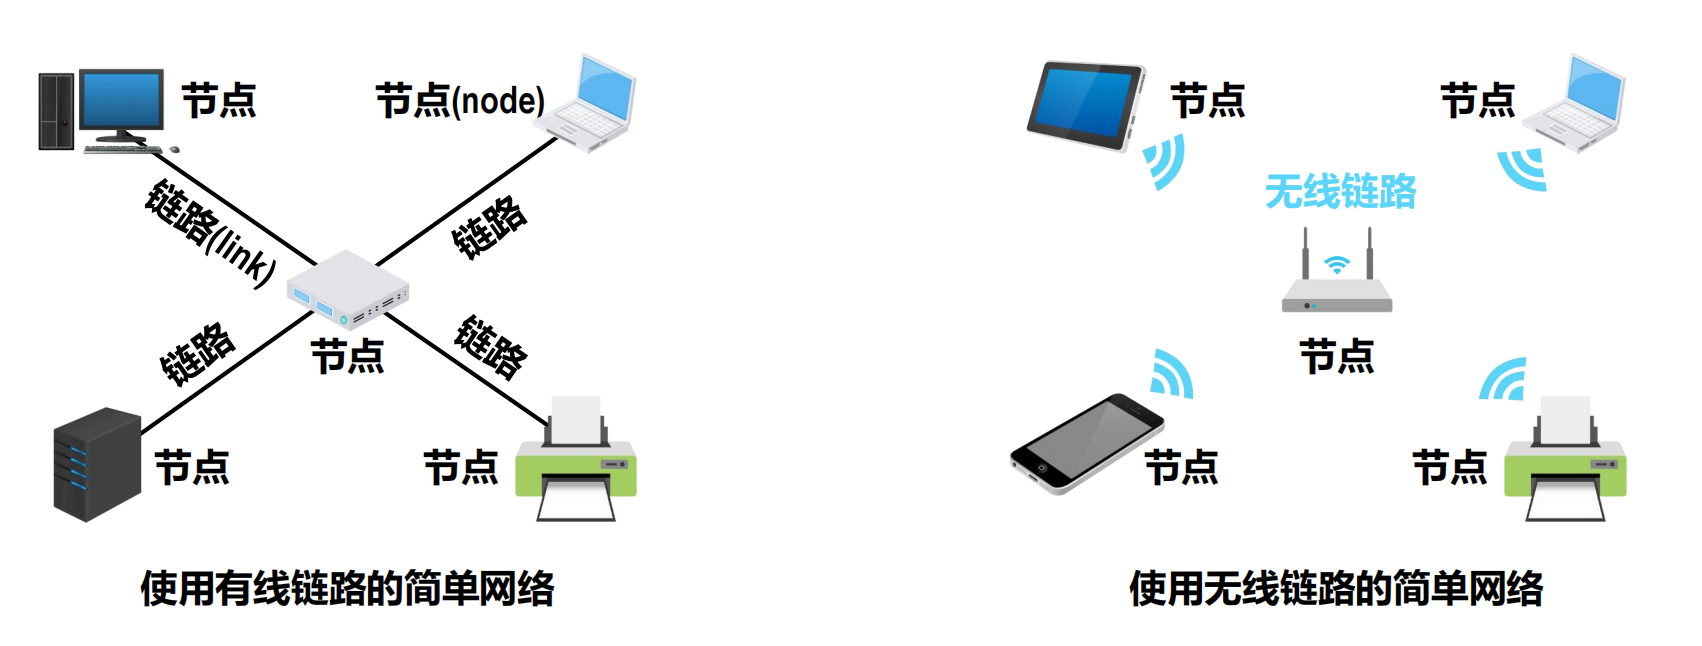 节点
节点(node)
链路(link)
链路
链路
链路
节点
节点
节点
使用有线链路的简单网络
节点
节点
无线链路
节点
节点
节点
使用无线链路的简单网络